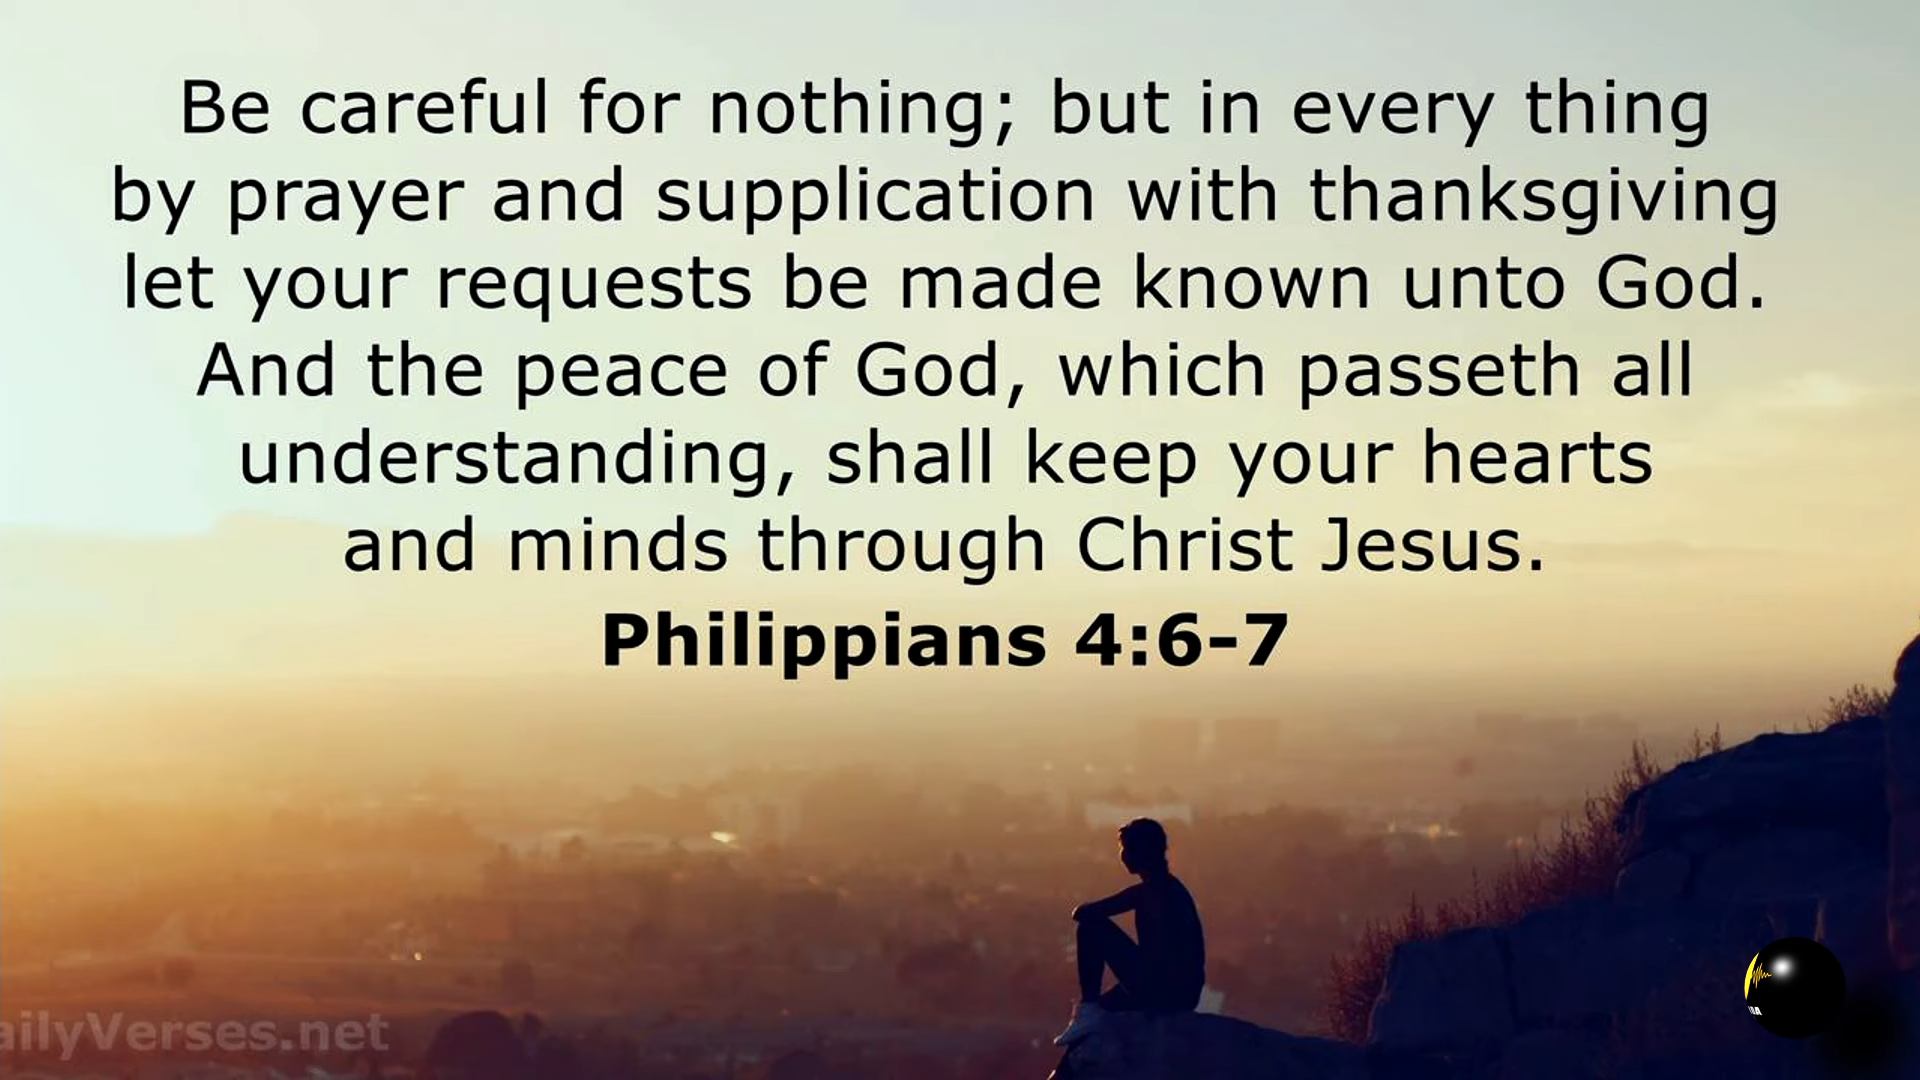 Be careful for nothing; but in every thing
by prayer and supplication with thanksgiving
let your requests be made known unto God.
And the peace of God, which passeth all
understanding, shall keep your hearts
and minds through Christ Jesus.
Philippians 4:6-7
ailyVerses.net